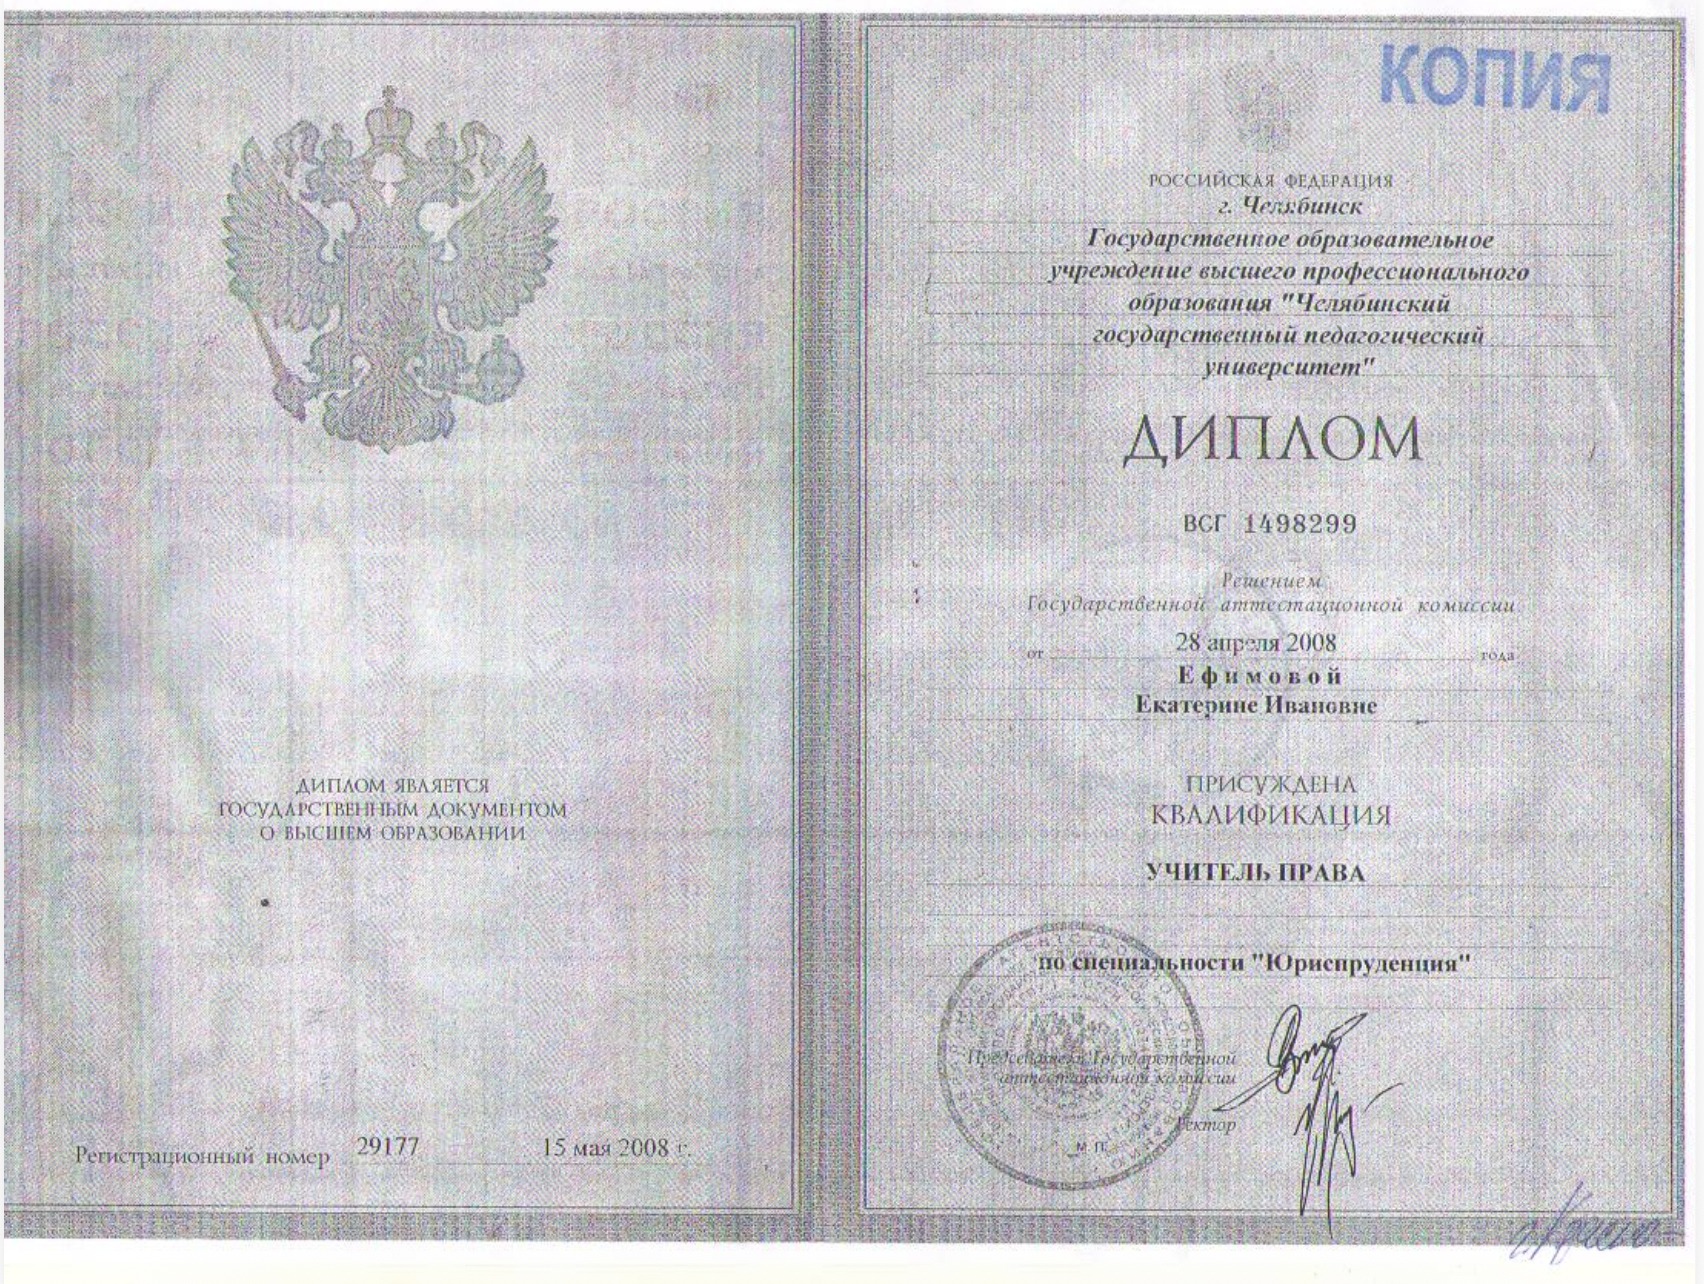 ДИПЛОМ ЯВЛЯЕТСЯ
ГОСУДАРСТВЕННЫМ ДОКУМЕНТОМ
О ВЫСШЕМ ОБРАЗОВАНИИ
Регистрационный номер 29177 15 мая 2008 г.
КОПИЯ
РОССИЙСКАЯ ФЕДЕРАЦИЯ
г. Челябинск
Государственное образовательное
учреждение высшего профессионального
образования "Челябинский
государственный педагогический
университет"
ДИПЛОМ
ВСГ 1498299
Решением
Государственной аттестационной комиссии
от 28 апреля 2008 года
Ефимовой
Екатерине Ивановне
ПРИСУЖДЕНА
КВАЛИФИКАЦИЯ
УЧИТЕЛЬ ПРАВА
по специальности "Юриспруденция"
Председатель Государственной
аттестационной комиссии
Ректор
М.П.